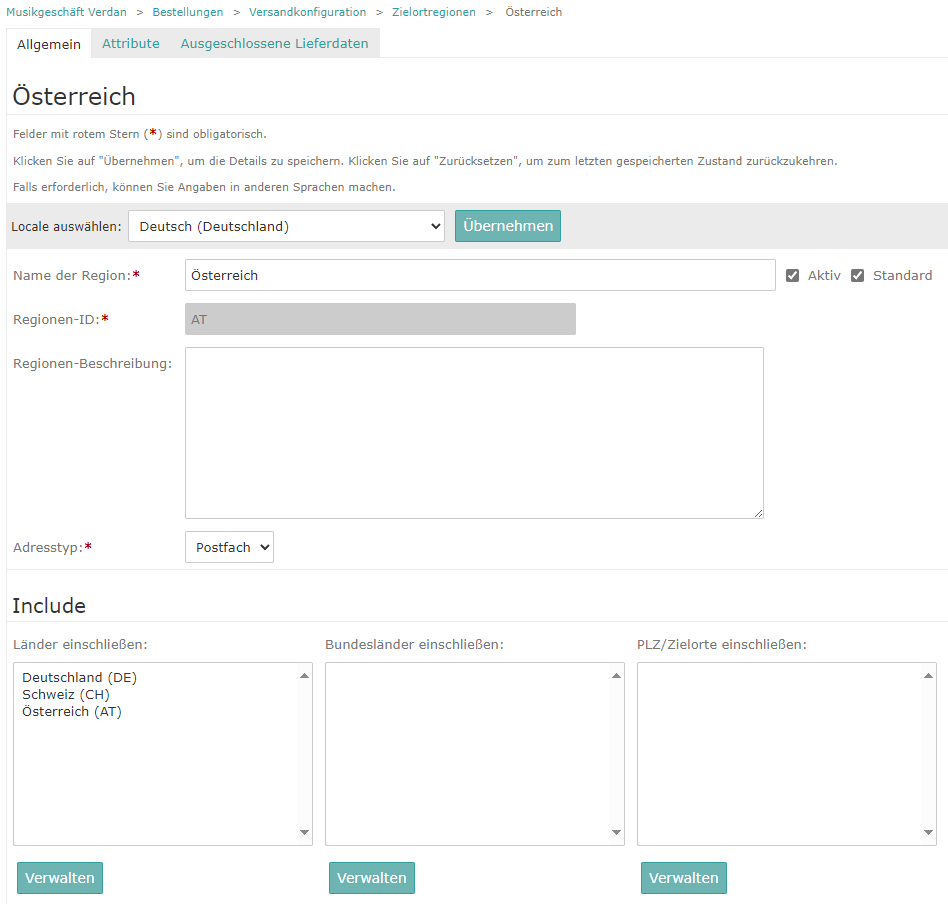 Musikgeschäft Verdan > Bestellungen > Versandkonfiguration > Zielortregionen > Österreich
Allgemein Attribute Ausgeschlossene Lieferdaten
Österreich
Felder mit rotem Stern (*) sind obligatorisch.
Klicken Sie auf "Übernehmen", um die Details zu speichern. Klicken Sie auf "Zurücksetzen", um zum letzten gespeicherten Zustand zurückzukehren.
Falls erforderlich, können Sie Angaben in anderen Sprachen machen.
Locale auswählen: Deutsch (Deutschland) Übernehmen
Name der Region:* Österreich Aktiv Standard
Regionen-ID:* AT
Regionen-Beschreibung:
Adresstyp:* Postfach
Include
Länder einschließen: Bundesländer einschließen: PLZ/Zielorte einschließen:
Deutschland (DE)
Schweiz (CH)
Österreich (AT)
Verwalten Verwalten Verwalten